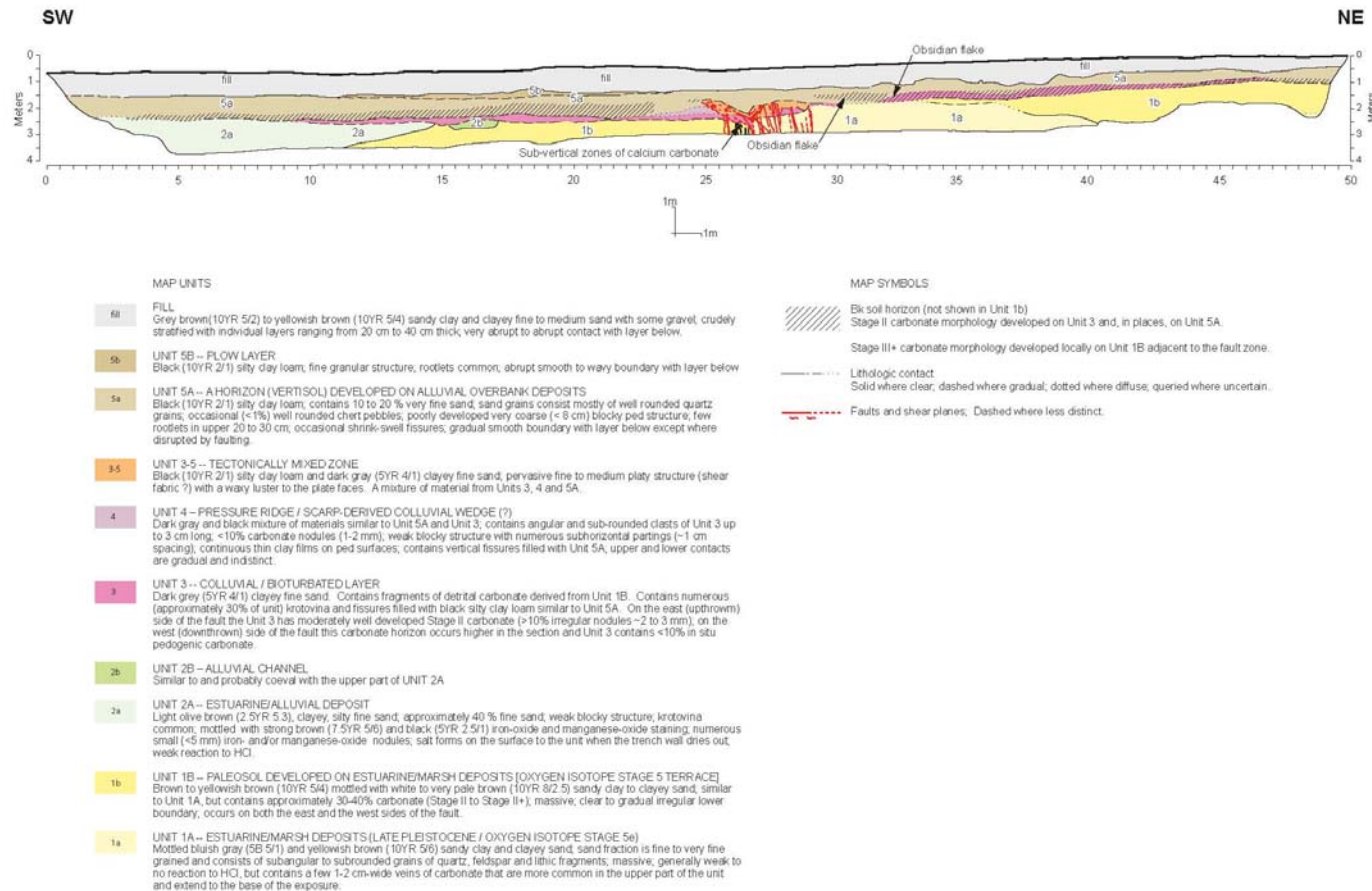 SW
NE
0
1
2
3
4
Meters
fill
5a
2a
2a
5b
5a
2b
1b
fill
Sub-vertical zones of calcium carbonate
Obsidian flake
Obsidian flake
1a
1a
fill
5a
1b
0
1
2
3
4
Meters
0
5
10
15
20
25
30
35
40
45
50
1m
1m
MAP UNITS
fill
FILL
Grey brown(10YR 5/2) to yellowish brown (10YR 5/4) sandy clay and clayey fine to medium sand with some gravel; crudely
stratified with individual layers ranging from 20 cm to 40 cm thick; very abrupt to abrupt contact with layer below.
5b
UNIT 5B -- PLOW LAYER
Black (10YR 2/1) silty clay loam; fine granular structure; rootlets common; abrupt smooth to wavy boundary with layer below
5a
UNIT 5A -- A HORIZON (VERTISOL) DEVELOPED ON ALLUVIAL OVERBANK DEPOSITS
Black (10YR 2/1) silty clay loam; contains 10 to 20 % very fine sand; sand grains consist mostly of well rounded quartz
grains; occasional (<1%) well rounded chert pebbles; poorly developed very coarse (< 8 cm) blocky ped structure; few
rootlets in upper 20 to 30 cm; occasional shrink-swell fissures; gradual smooth boundary with layer below except where
disrupted by faulting.
3-5
UNIT 3-5 -- TECTONICALLY MIXED ZONE
Black (10YR 2/1) silty clay loam and dark gray (5YR 4/1) clayey fine sand; pervasive fine to medium platy structure (shear
fabric ?) with a waxy luster to the plate faces. A mixture of material from Units 3, 4 and 5A.
4
UNIT 4 -- PRESSURE RIDGE / SCARP-DERIVED COLLUVIAL WEDGE (?)
Dark gray and black mixture of materials similar to Unit 5A and Unit 3; contains angular and sub-rounded clasts of Unit 3 up
to 3 cm long; <10% carbonate nodules (1-2 mm); weak blocky structure with numerous subhorizontal partings (~1 cm
spacing); continuous thin clay films on ped surfaces; contains vertical fissures filled with Unit 5A; upper and lower contacts
are gradual and indistinct.
3
UNIT 3 -- COLLUVIAL / BIOTURBATED LAYER
Dark grey (5YR 4/1) clayey fine sand. Contains fragments of detrital carbonate derived from Unit 1B. Contains numerous
(approximately 30% of unit) krotovina and fissures filled with black silty clay loam similar to Unit 5A. On the east (upthrown)
side of the fault the Unit 3 has moderately well developed Stage II carbonate (>10% irregular nodules ~2 to 3 mm); on the
west (downthrown) side of the fault this carbonate horizon occurs higher in the section and Unit 3 contains <10% in situ
pedogenic carbonate.
2b
UNIT 2B -- ALLUVIAL CHANNEL
Similar to and probably coeval with the upper part of UNIT 2A
2a
UNIT 2A -- ESTUARINE/ALLUVIAL DEPOSIT
Light olive brown (2.5YR 5.3), clayey, silty fine sand; approximately 40 % fine sand; weak blocky structure; krotovina
common; mottled with strong brown (7.5YR 5/6) and black (5YR 2.5/1) iron-oxide and manganese-oxide staining; numerous
small (<5 mm) iron- and/or manganese-oxide nodules; salt forms on the surface to the unit when the trench wall dries out;
weak reaction to HCl.
1b
UNIT 1B -- PALEOSOL DEVELOPED ON ESTUARINE/MARSH DEPOSITS [OXYGEN ISOTOPE STAGE 5 TERRACE]
Brown to yellowish brown (10YR 5/4) mottled with white to very pale brown (10YR 8/2.5) sandy clay to clayey sand; similar
to Unit 1A, but contains approximately 30-40% carbonate (Stage II to Stage II+); massive; clear to gradual irregular lower
boundary; occurs on both the east and the west sides of the fault.
1a
UNIT 1A -- ESTUARINE/MARSH DEPOSITS (LATE PLEISTOCENE / OXYGEN ISOTOPE STAGE 5e)
Mottled bluish gray (5B 5/1) and yellowish brown (10YR 5/6) sandy clay and clayey sand; sand fraction is fine to very fine
grained and consists of subangular to subrounded grains of quartz, feldspar and lithic fragments; massive; generally weak to
no reaction to HCl, but contains a few 1-2 cm-wide veins of carbonate that are more common in the upper part of the unit
and extend to the base of the exposure.
MAP SYMBOLS
Bk soil horizon (not shown in Unit 1b)
Stage II carbonate morphology developed on Unit 3 and, in places, on Unit 5A.
Stage III+ carbonate morphology developed locally on Unit 1B adjacent to the fault zone.
Lithologic contact
Solid where clear; dashed where gradual; dotted where diffuse; queried where uncertain.
Faults and shear planes; Dashed where less distinct.